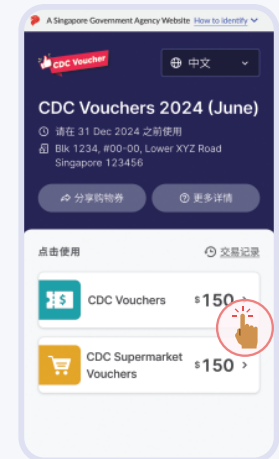 A Singapore Government Agency Website How to identify
CDC Voucher
中文
CDC Vouchers 2024 (June)
请在 31 Dec 2024 之前使用
Blk 1234, #00-00, Lower XYZ Road
Singapore 123456
分享购物券
更多详情
点击使用
交易记录
CDC Vouchers
$150
CDC Supermarket
Vouchers
$150